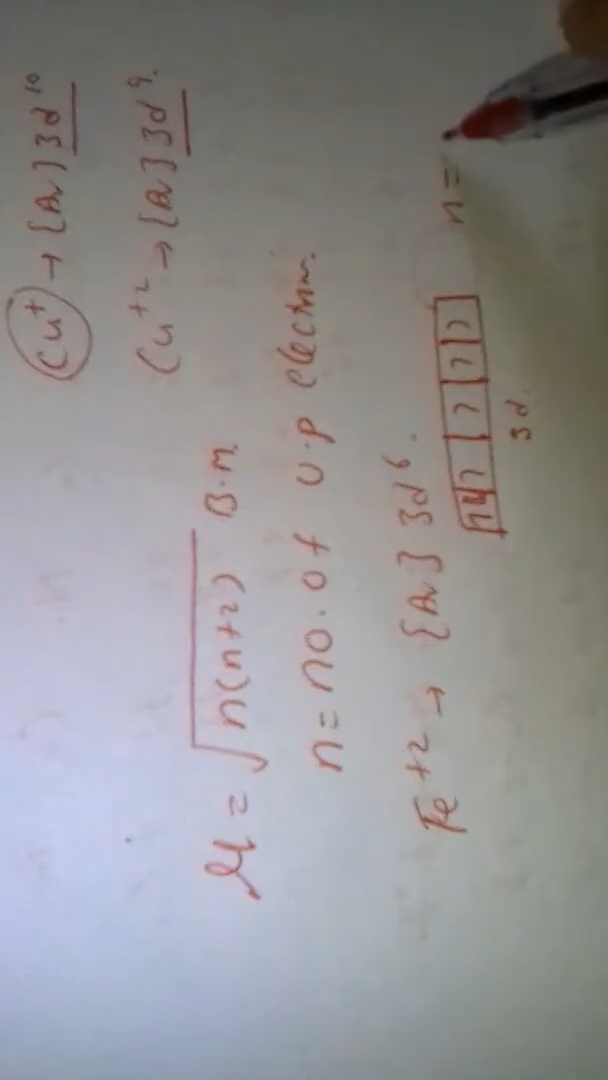 Cu⁺ → [Ar] 3d¹⁰
Cu⁺² → [Ar] 3d⁹.
μ = √n(n+2) B.M.
n = no. of U.P electron.
Fe⁺² → [Ar] 3d⁶.
n =
3d.